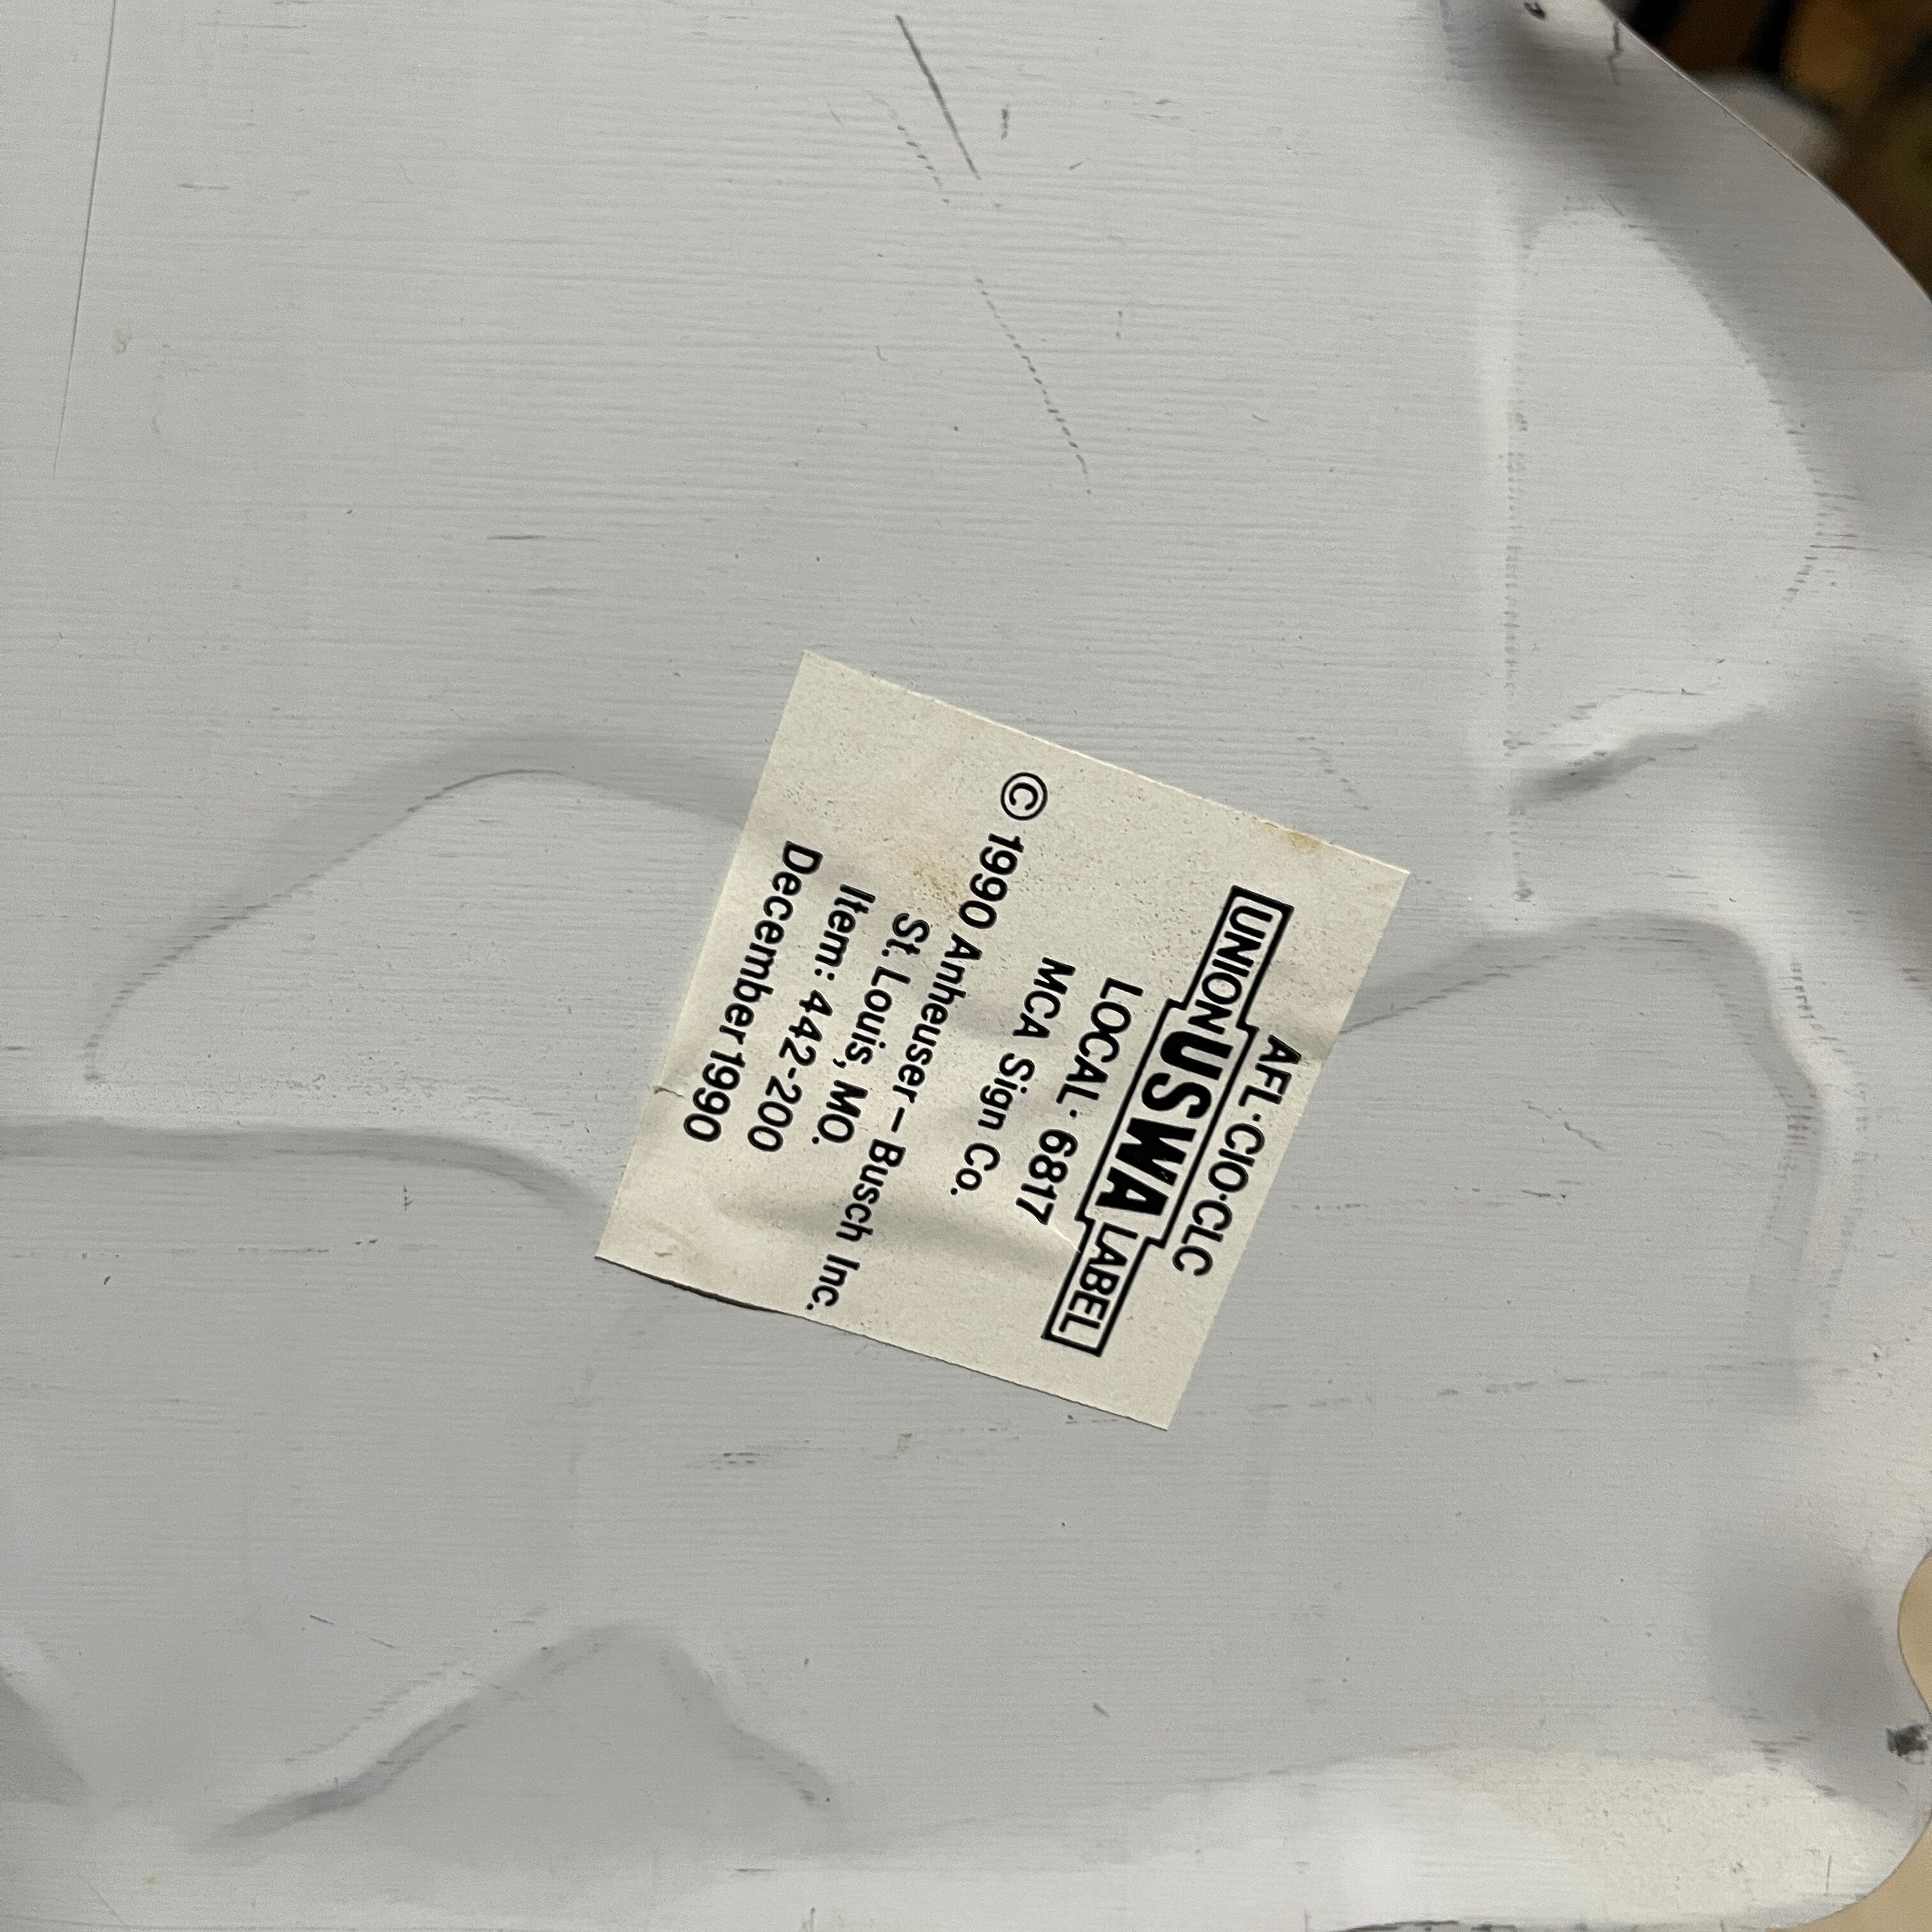 AFL·CIO·CLC
UNION USWA LABEL
LOCAL· 6817
MCA Sign Co.
© 1990 Anheuser–Busch Inc.
St. Louis, MO.
Item: 442-200
December 1990